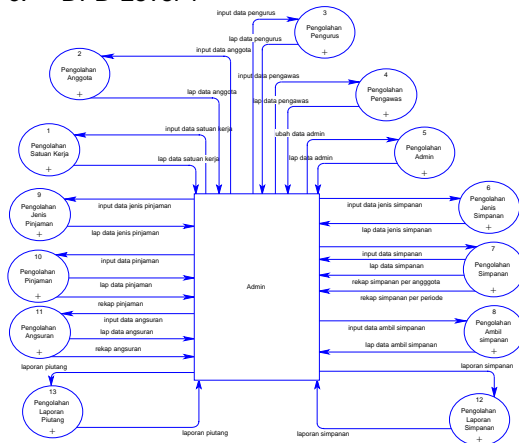 input data pengurus
3
Pengolahan
Pengurus
+
lap data pengurus
2
Pengolahan
Anggota
+
input data anggota
lap data anggota
input data pengawas
4
Pengolahan
Pengawas
+
lap data pengawas
1
Pengolahan
Satuan Kerja
+
input data satuan kerja
lap data satuan kerja
ubah data admin
5
Pengolahan
Admin
+
lap data admin
9
Pengolahan
Jenis
Pinjaman
+
input data jenis pinjaman
lap data jenis pinjaman
6
Pengolahan
Jenis
Simpanan
+
input data jenis simpanan
lap data jenis simpanan
10
Pengolahan
Pinjaman
+
input data pinjaman
lap data pinjaman
rekap pinjaman
Admin
7
Pengolahan
Simpanan
+
input data simpanan
lap data simpanan
rekap simpanan per angggota
rekap simpanan per periode
11
Pengolahan
Angsuran
+
input data angsuran
lap data angsuran
rekap angsuran
8
Pengolahan
Ambil
simpanan
+
input data ambil simpanan
lap data ambil simpanan
laporan piutang
13
Pengolahan
Laporan
Piutang
+
laporan piutang
laporan simpanan
12
Pengolahan
Laporan
Simpanan
+
laporan simpanan